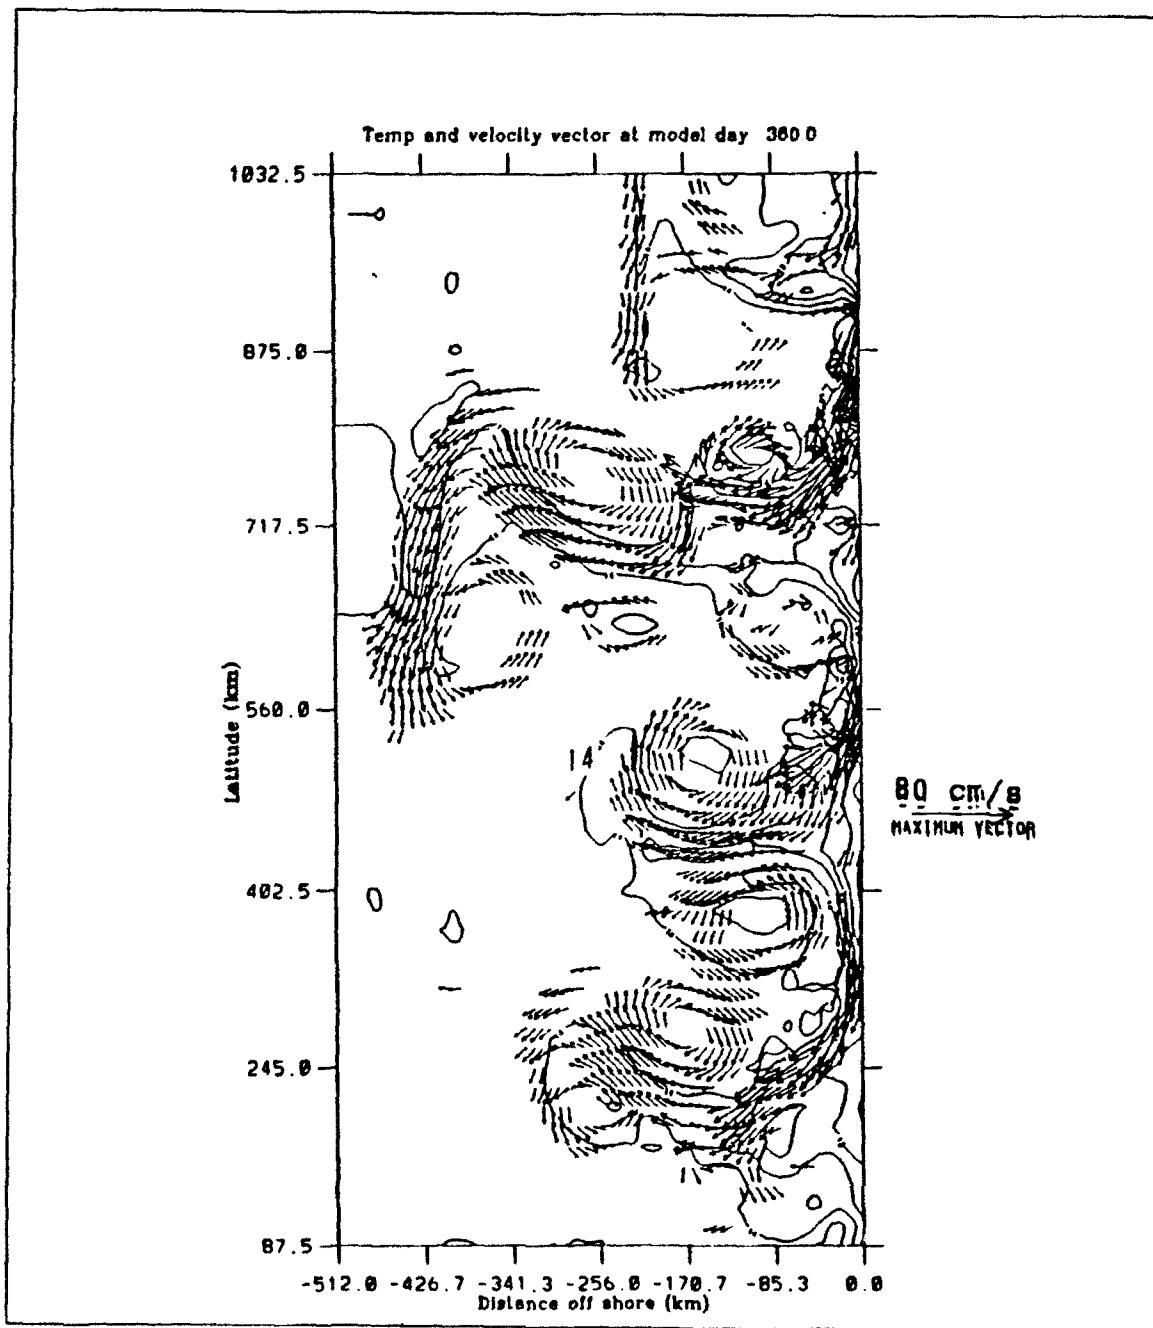 Temp and velocity vector at model day 360 0
1032.5
875.0
717.5
560.0
402.5
245.0
87.5
Latitude (km)
14
80 cm/s
MAXIMUM VECTOR
-512.0 -426.7 -341.3 -256.0 -170.7 -85.3 0.0
Distance off shore (km)